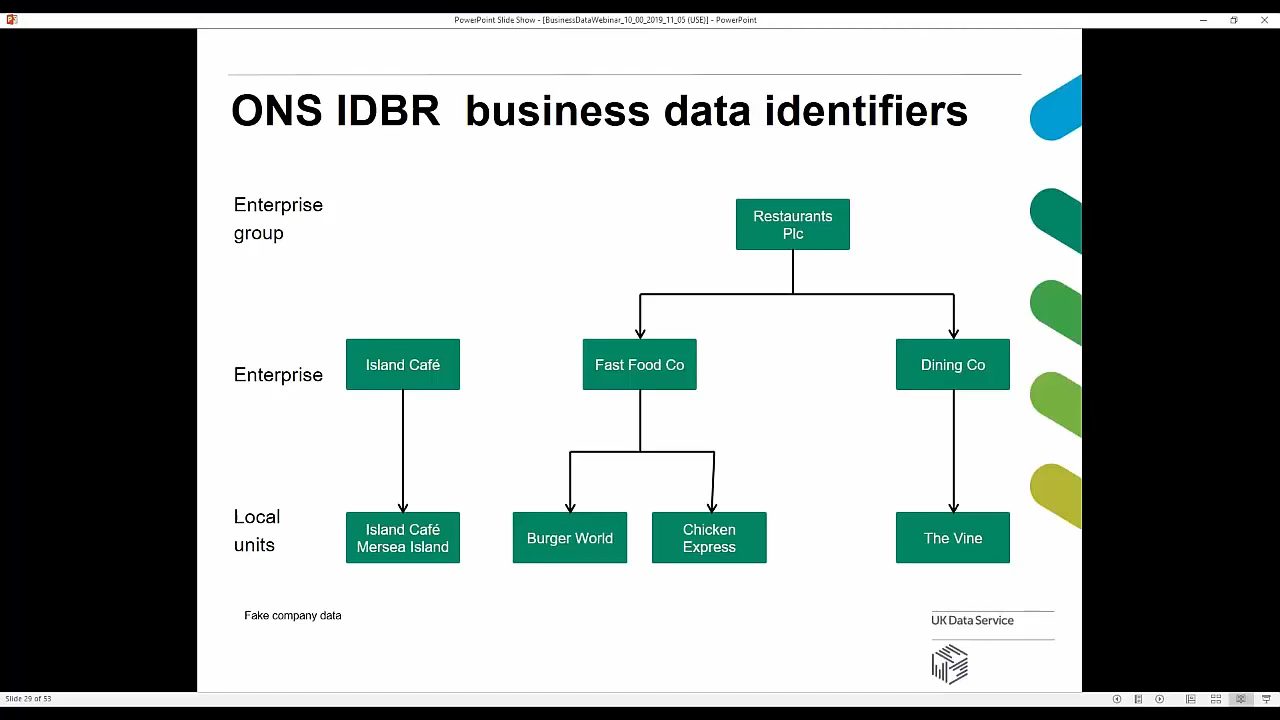 PowerPoint Slide Show - [BusinessDataWebinar_10_00_2019_11_05 (USE)] - PowerPoint
ONS IDBR  business data identifiers
Enterprise
group
Restaurants
Plc
Enterprise
Island Café
Fast Food Co
Dining Co
Local
units
Island Café
Mersea Island
Burger World
Chicken
Express
The Vine
Fake company data
UK Data Service
Slide 29 of 53